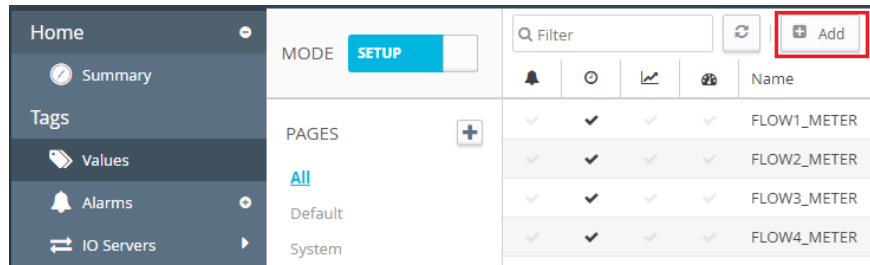 Home
Summary
Tags
Values
Alarms
IO Servers
MODE SETUP
PAGES
All
Default
System
Filter Add
Name
FLOW1_METER
FLOW2_METER
FLOW3_METER
FLOW4_METER